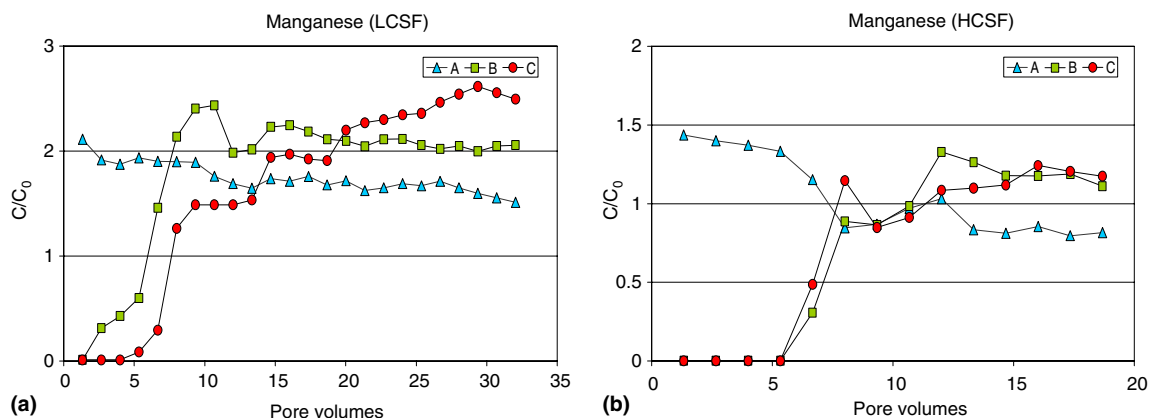 Manganese (LCSF)
3
2
1
0
C/C0
A B C
0 5 10 15 20 25 30 35
Pore volumes
(a)
Manganese (HCSF)
2
1.5
1
0.5
0
C/C0
A B C
0 5 10 15 20
Pore volumes
(b)